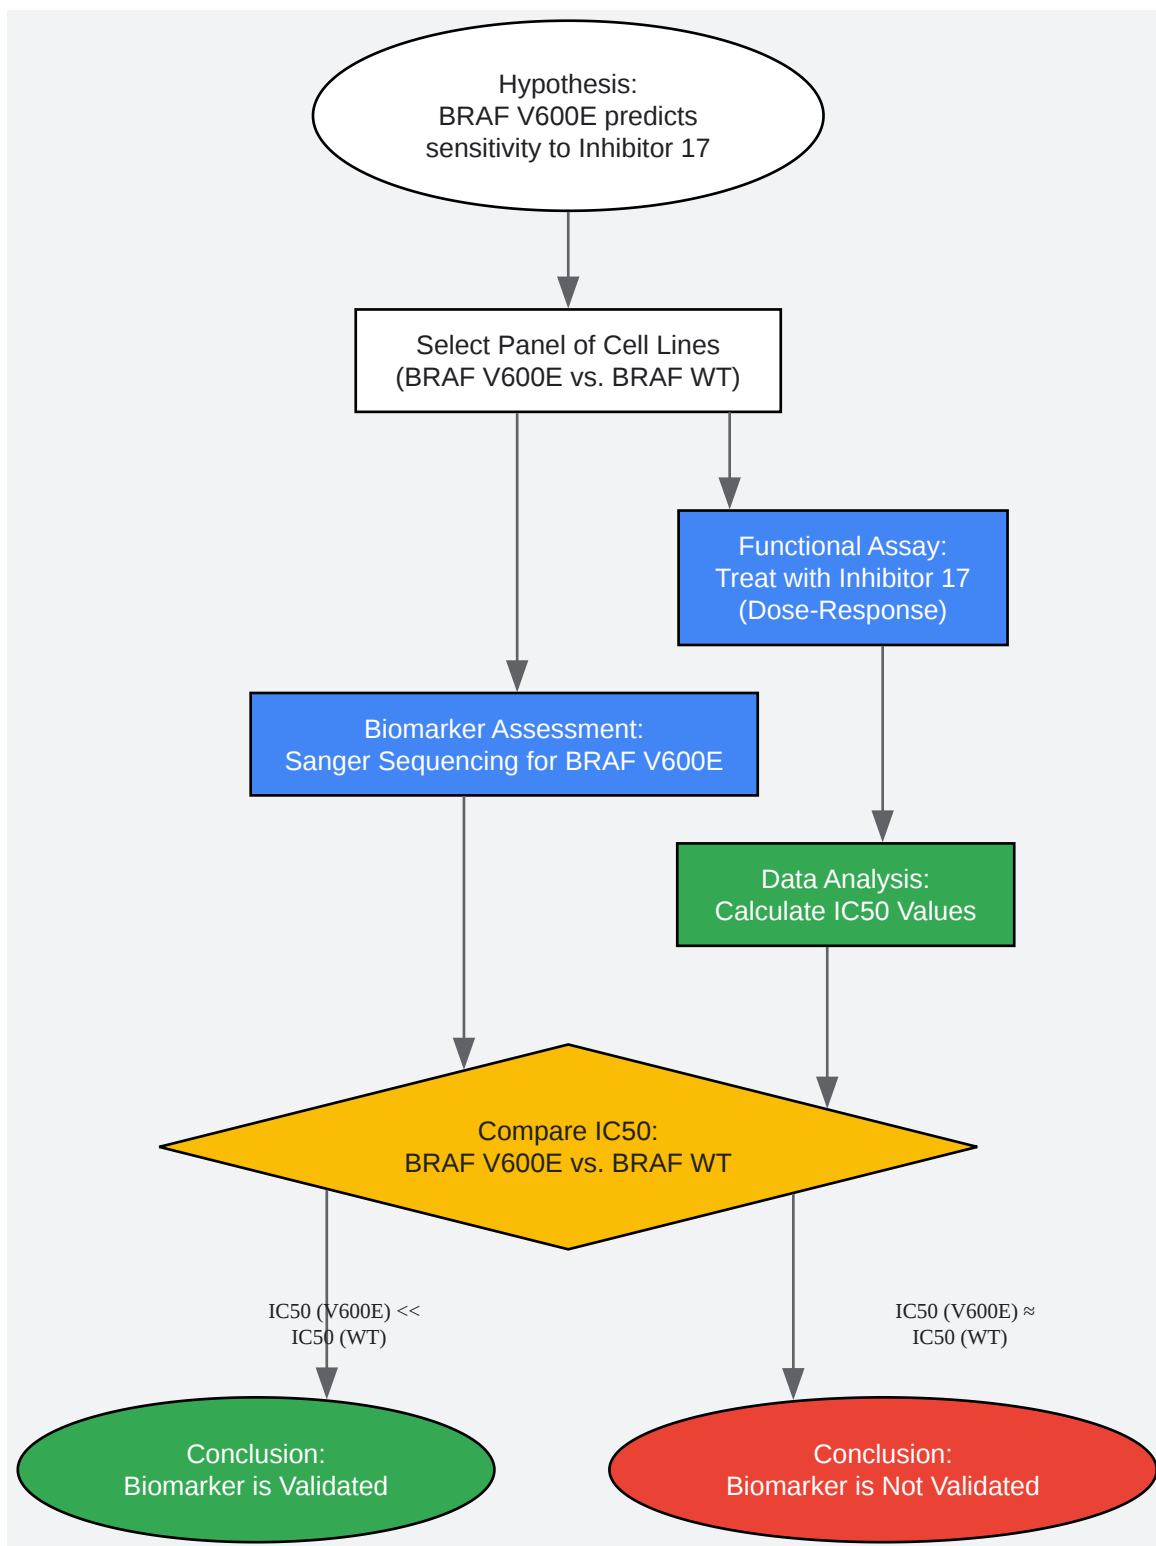 Hypothesis:
BRAF V600E predicts
sensitivity to Inhibitor 17
Select Panel of Cell Lines
(BRAF V600E vs. BRAF WT)
Functional Assay:
Treat with Inhibitor 17
(Dose-Response)
Biomarker Assessment:
Sanger Sequencing for BRAF V600E
Data Analysis:
Calculate IC50 Values
Compare IC50:
BRAF V600E vs. BRAF WT
IC50 (V600E) <<
IC50 (WT)
IC50 (V600E) ≈
IC50 (WT)
Conclusion:
Biomarker is Validated
Conclusion:
Biomarker is Not Validated